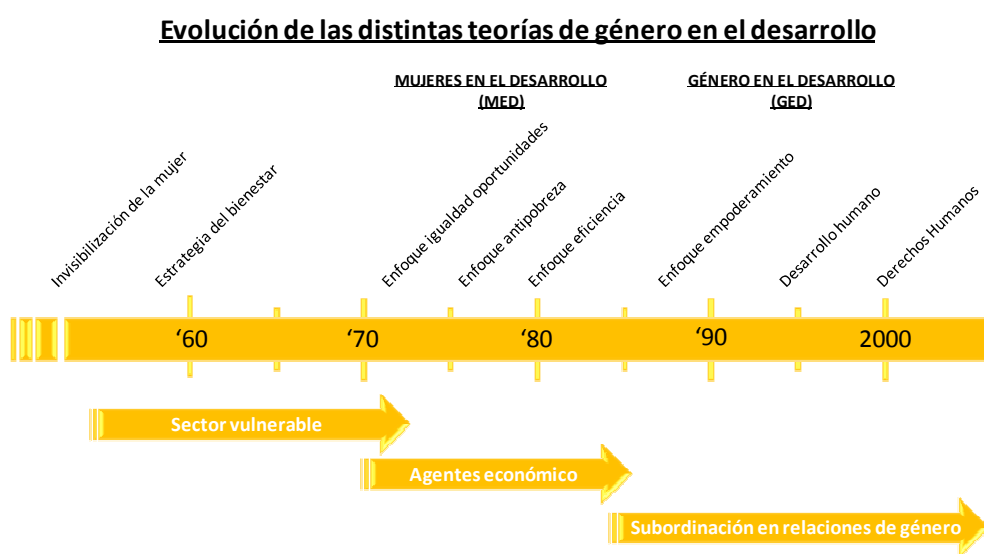 Evolución de las distintas teorías de género en el desarrollo
MUJERES EN EL DESARROLLO
(MED)
GÉNERO EN EL DESARROLLO
(GED)
Invisibilización de la mujer
Estrategia del bienestar
Enfoque igualdad oportunidades
Enfoque antipobreza
Enfoque eficiencia
Enfoque empoderamiento
Desarrollo humano
Derechos Humanos
‘60
‘70
‘80
‘90
2000
Sector vulnerable
Agentes económico
Subordinación en relaciones de género